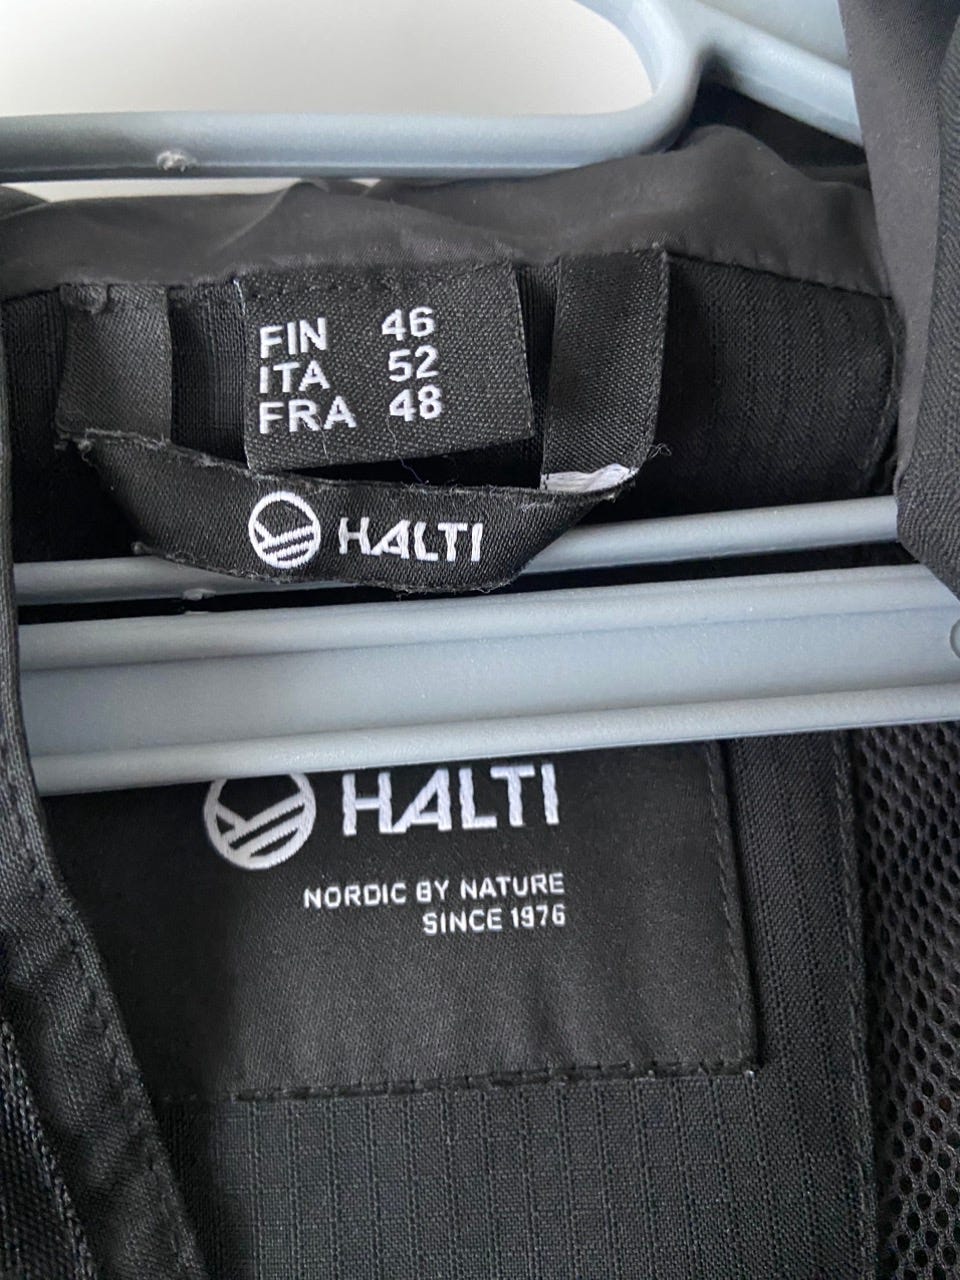 FIN 46
ITA 52
FRA 48
HALTI
HALTI
NORDIC BY NATURE
SINCE 1976